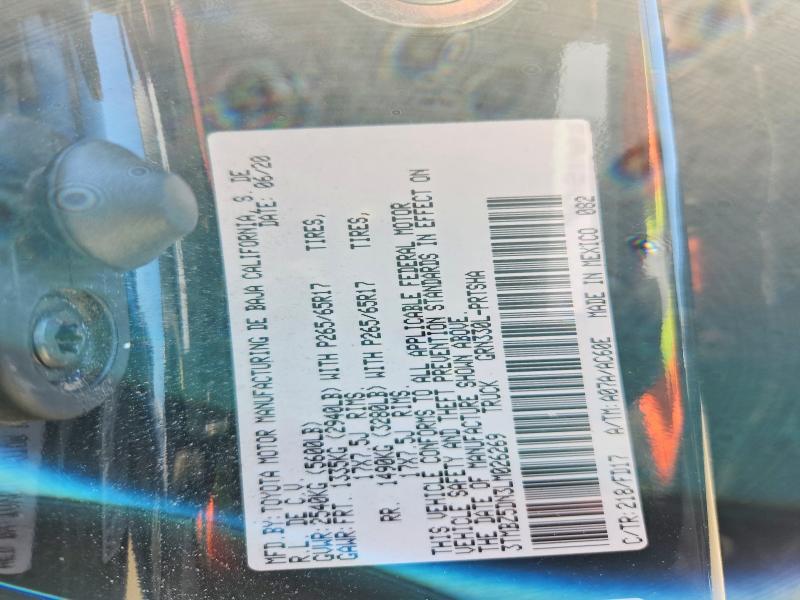 MFD.BY:TOYOTA MOTOR MANUFACTURING DE BAJA CALIFORNIA, S. DE
R.L. DE C.V. DATE: 06/20
GVWR:2540KG (5600LB)
GAWR:FRT. 1335KG (2940LB) WITH P265/65R17 TIRES,
17X7.5J RIMS
RR. 1490KG (3280LB) WITH P265/65R17 TIRES,
17X7.5J RIMS
THIS VEHICLE CONFORMS TO ALL APPLICABLE FEDERAL MOTOR
VEHICLE SAFETY AND THEFT PREVENTION STANDARDS IN EFFECT ON
THE DATE OF MANUFACTURE SHOWN ABOVE.
3TMBZ5DN3LM026269 TRUCK GRN330L-PRTSHA
C/TR:218/FD17 A/TM:A07A/AC60E MADE IN MEXICO 082